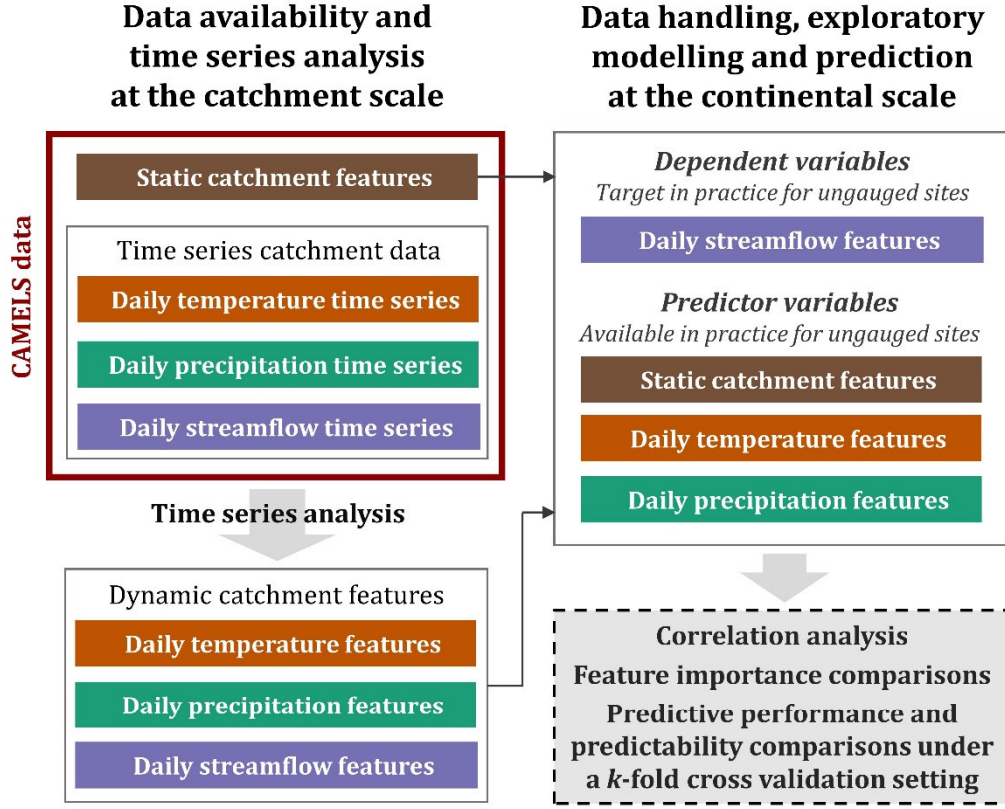 Data availability and
time series analysis
at the catchment scale
CAMELS data
Static catchment features
Time series catchment data
Daily temperature time series
Daily precipitation time series
Daily streamflow time series
Time series analysis
Dynamic catchment features
Daily temperature features
Daily precipitation features
Daily streamflow features
Data handling, exploratory
modelling and prediction
at the continental scale
Dependent variables
Target in practice for ungauged sites
Daily streamflow features
Predictor variables
Available in practice for ungauged sites
Static catchment features
Daily temperature features
Daily precipitation features
Correlation analysis
Feature importance comparisons
Predictive performance and
predictability comparisons under
a k-fold cross validation setting